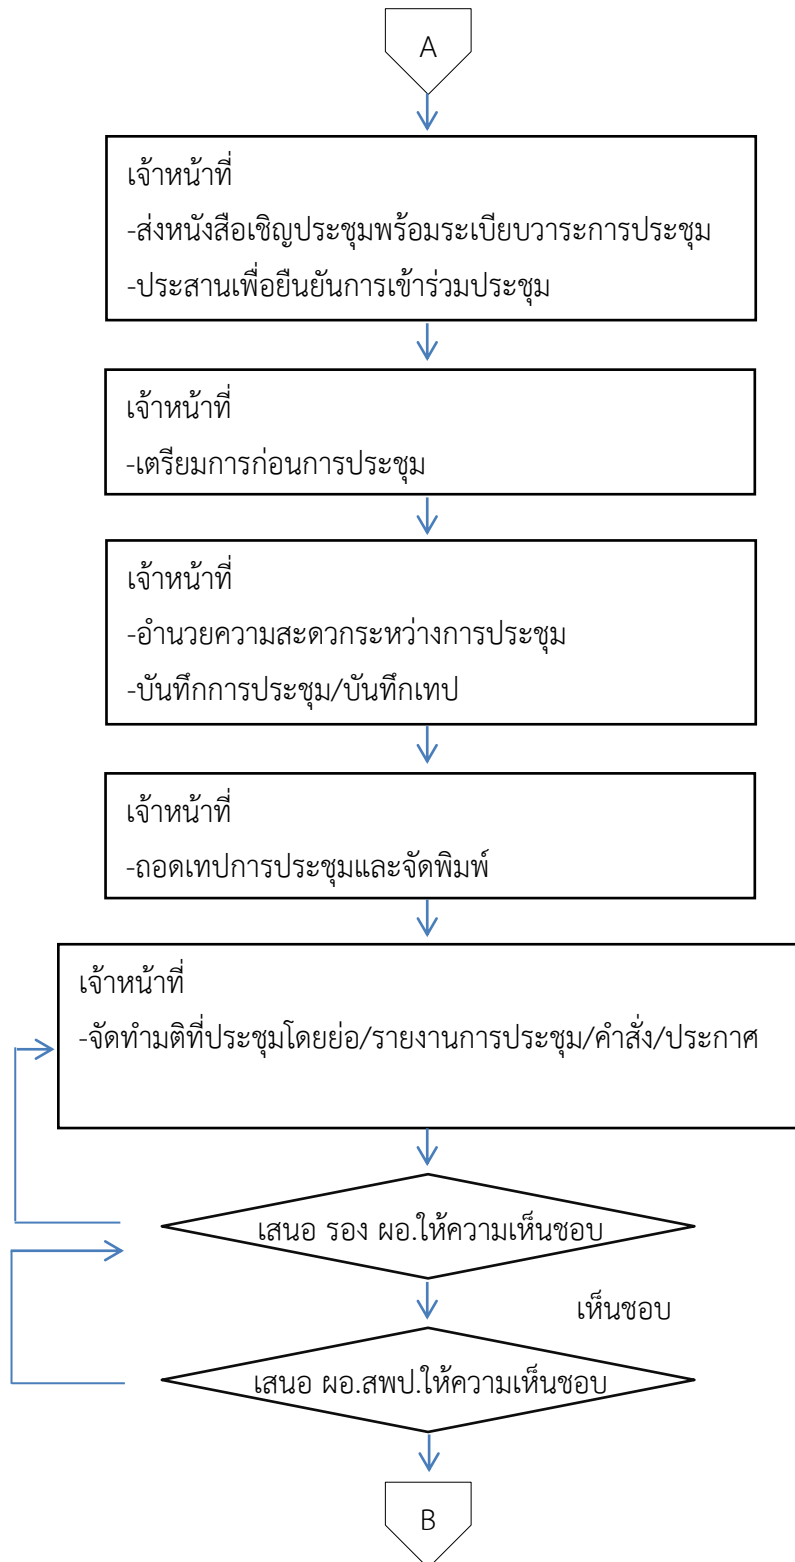 A
เจ้าหน้าที่
-ส่งหนังสือเชิญประชุมพร้อมระเบียบวาระการประชุม
-ประสานเพื่อยืนยันการเข้าร่วมประชุม
เจ้าหน้าที่
-เตรียมการก่อนการประชุม
เจ้าหน้าที่
-อำนวยความสะดวกระหว่างการประชุม
-บันทึกการประชุม/บันทึกเทป
เจ้าหน้าที่
-ถอดเทปการประชุมและจัดพิมพ์
เจ้าหน้าที่
-จัดทำมติที่ประชุมโดยย่อ/รายงานการประชุม/คำสั่ง/ประกาศ
เสนอ รอง ผอ.ให้ความเห็นชอบ
เห็นชอบ
เสนอ ผอ.สพป.ให้ความเห็นชอบ
B